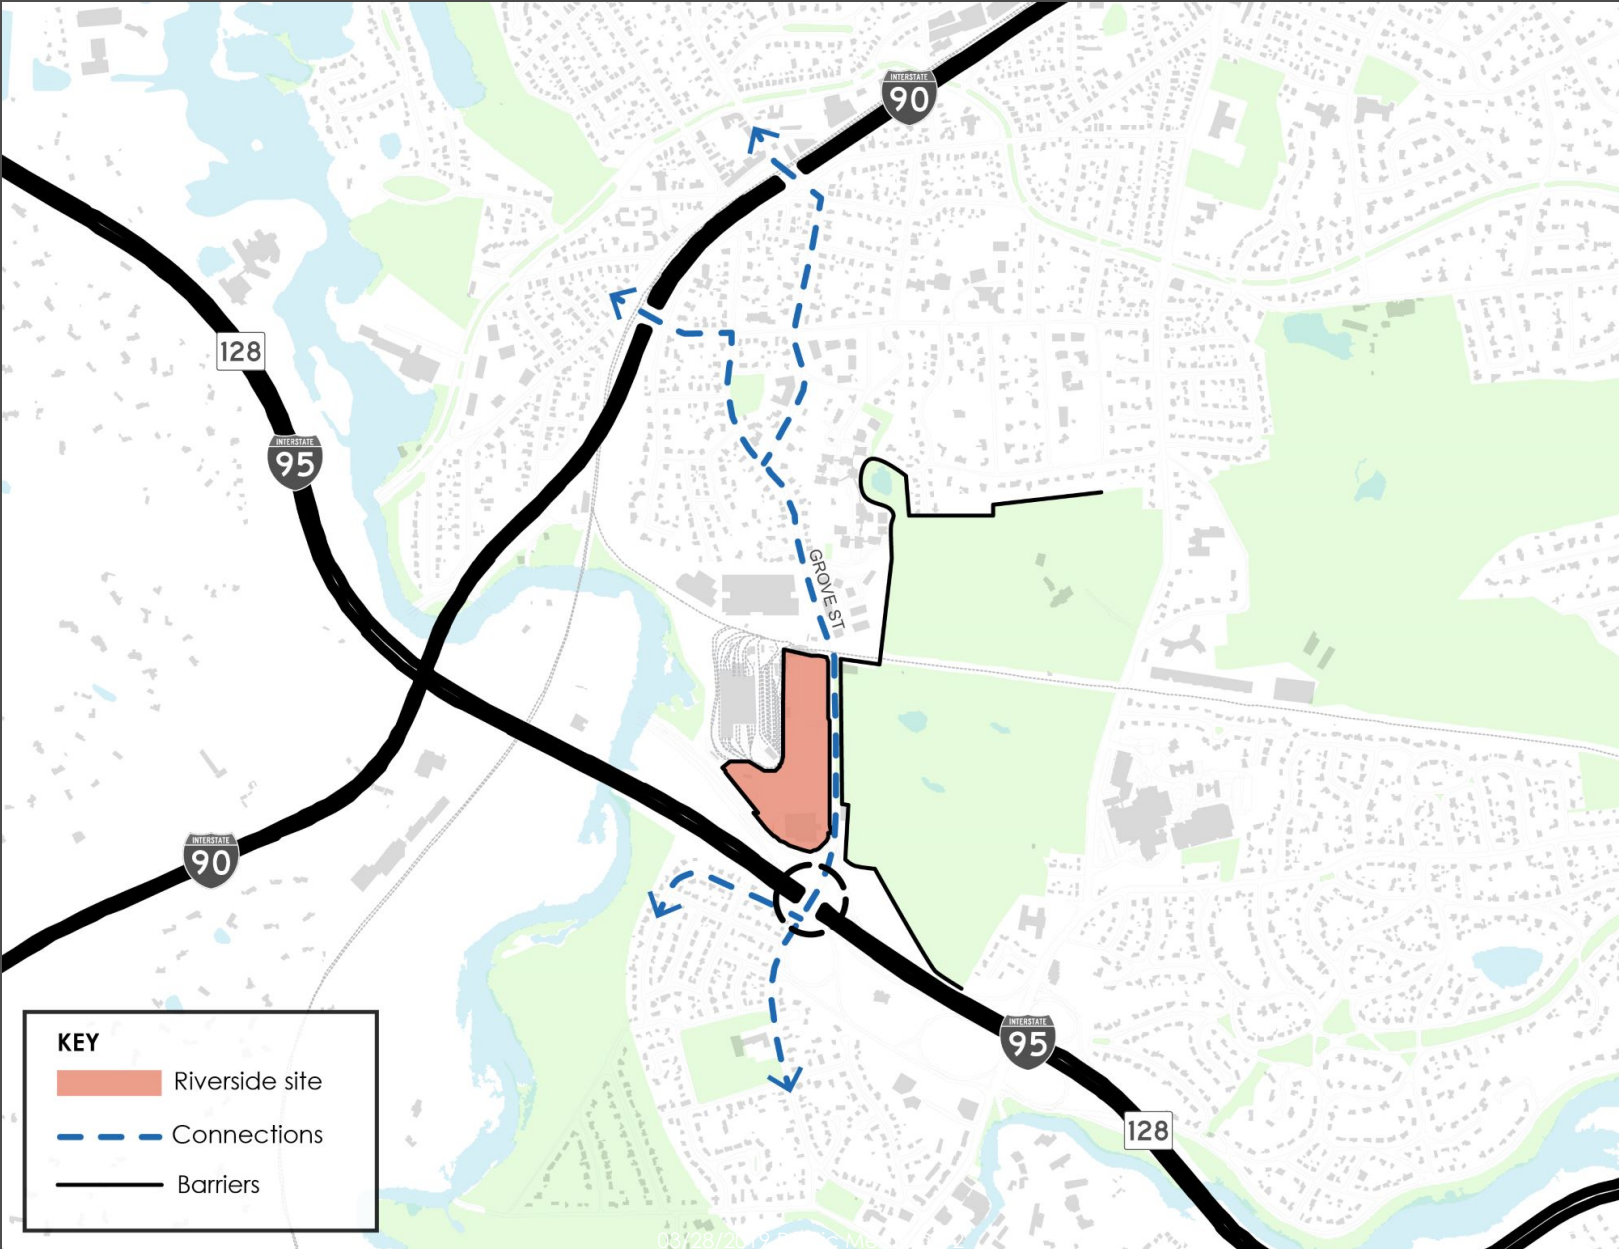 INTERSTATE
90
128
INTERSTATE
95
GROVE ST
INTERSTATE
90
INTERSTATE
95
128
KEY
Riverside site
Connections
Barriers